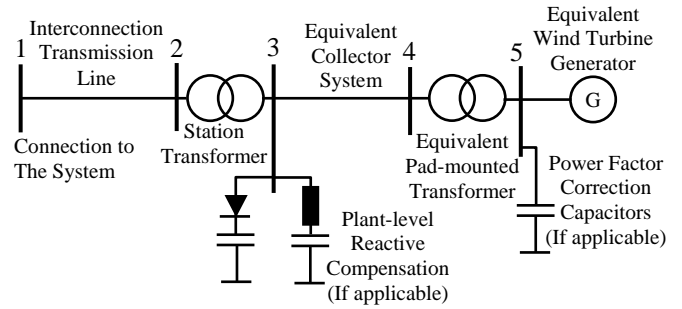 1
Interconnection
Transmission
Line
2
3
Equivalent
Collector
System
4
5
Equivalent
Wind Turbine
Generator
G
Connection to
The System
Station
Transformer
Equivalent
Pad-mounted
Transformer
Plant-level
Reactive
Compensation
(If applicable)
Power Factor
Correction
Capacitors
(If applicable)